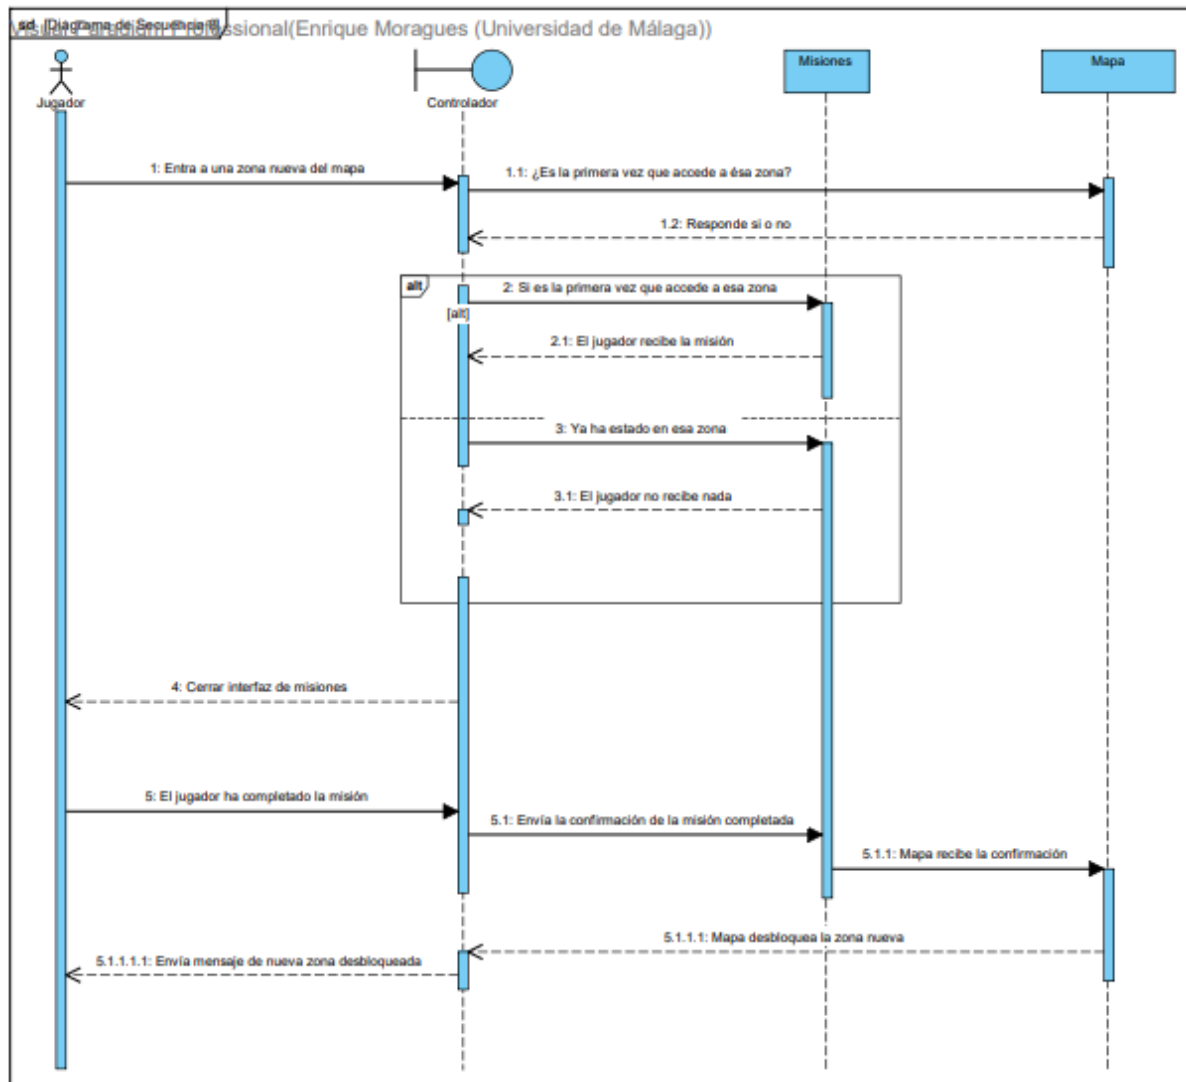 sd [Diagrama de Secuencia
Visual Paradigm Professional(Enrique Moragues (Universidad de Málaga))
Jugador
Controlador
Misiones
Mapa
1: Entra a una zona nueva del mapa
1.1: ¿Es la primera vez que accede a ésa zona?
1.2: Responde si o no
alt
2: Si es la primera vez que accede a esa zona
[alt]
2.1: El jugador recibe la misión
3: Ya ha estado en esa zona
3.1: El jugador no recibe nada
4: Cerrar interfaz de misiones
5: El jugador ha completado la misión
5.1: Envía la confirmación de la misión completada
5.1.1: Mapa recibe la confirmación
5.1.1.1: Mapa desbloquea la zona nueva
5.1.1.1.1: Envía mensaje de nueva zona desbloqueada